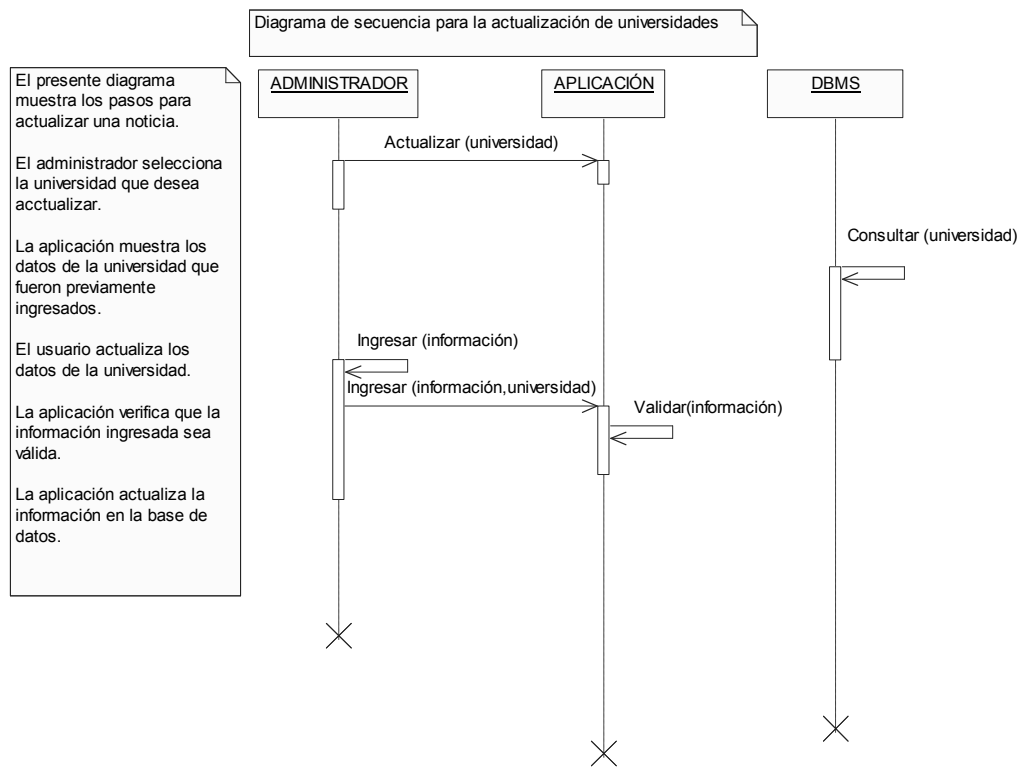 Diagrama de secuencia para la actualización de universidades
El presente diagrama
muestra los pasos para
actualizar una noticia.
El administrador selecciona
la universidad que desea
acctualizar.
La aplicación muestra los
datos de la universidad que
fueron previamente
ingresados.
El usuario actualiza los
datos de la universidad.
La aplicación verifica que la
información ingresada sea
válida.
La aplicación actualiza la
información en la base de
datos.
ADMINISTRADOR
APLICACIÓN
DBMS
Actualizar (universidad)
Consultar (universidad)
Ingresar (información)
Ingresar (información,universidad)
Validar(información)